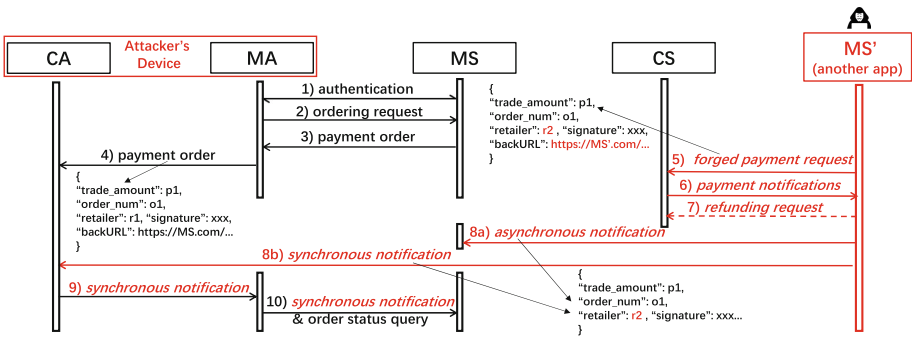 Attacker's
Device
CA
MA
MS
CS
MS'
(another app)
1) authentication
2) ordering request
3) payment order
4) payment order
{
"trade_amount": p1,
"order_num": o1,
"retailer": r1, "signature": xxx,
"backURL": https://MS.com/...
}
{
"trade_amount": p1,
"order_num": o1,
"retailer": r2 , "signature": xxx,
"backURL": https://MS'.com/...
}
5) forged payment request
6) payment notifications
7) refunding request
8a) asynchronous notification
8b) synchronous notification
9) synchronous notification
10) synchronous notification
& order status query
{
"trade_amount": p1,
"order_num": o1,
"retailer": r2 , "signature": xxx...
}